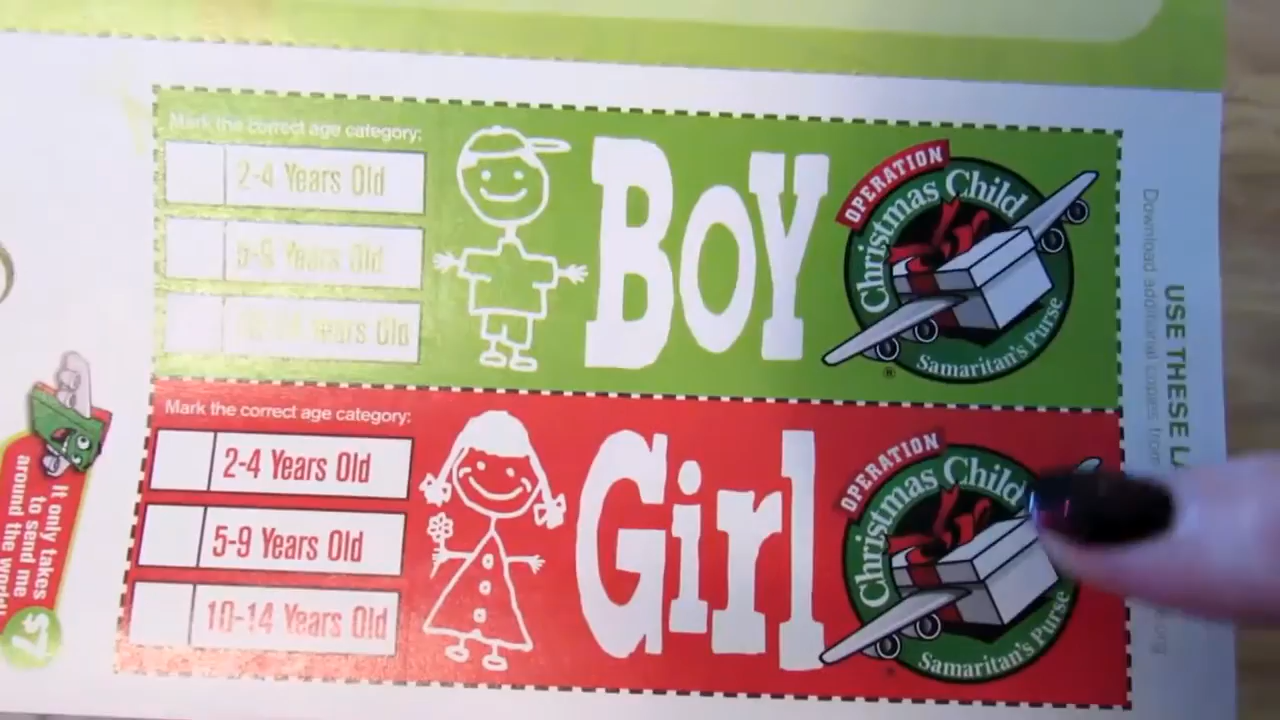 Mark the correct age category:
2-4 Years Old
5-9 Years Old
Years Old
BOY
OPERATION
Christmas Child
Samaritan's Purse
®
Mark the correct age category:
2-4 Years Old
5-9 Years Old
10-14 Years Old
Girl
OPERATION
Christmas Child
Samaritan's Purse
USE THESE
Download additional copies from
It only takes
to send me
around the world!
$7